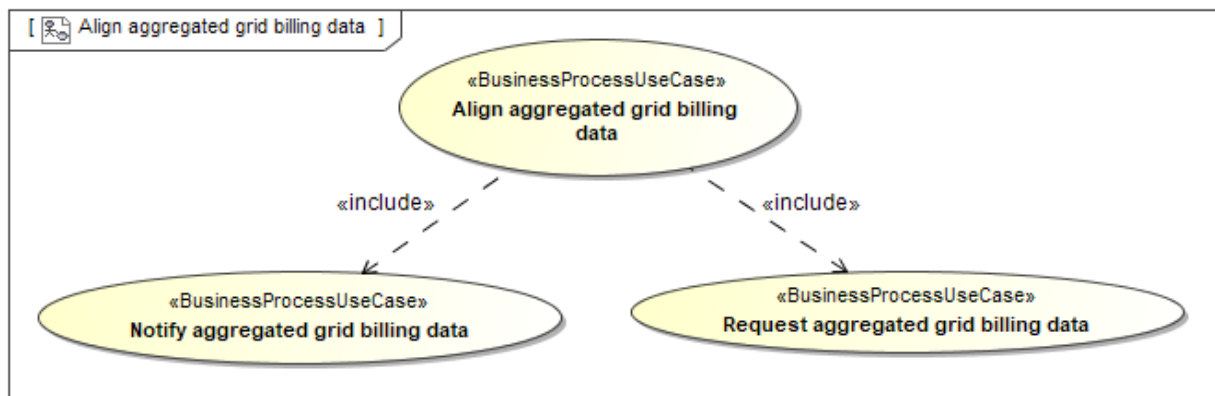 [ Align aggregated grid billing data ]
«BusinessProcessUseCase»
Align aggregated grid billing
data
«include»
«include»
«BusinessProcessUseCase»
Notify aggregated grid billing data
«BusinessProcessUseCase»
Request aggregated grid billing data